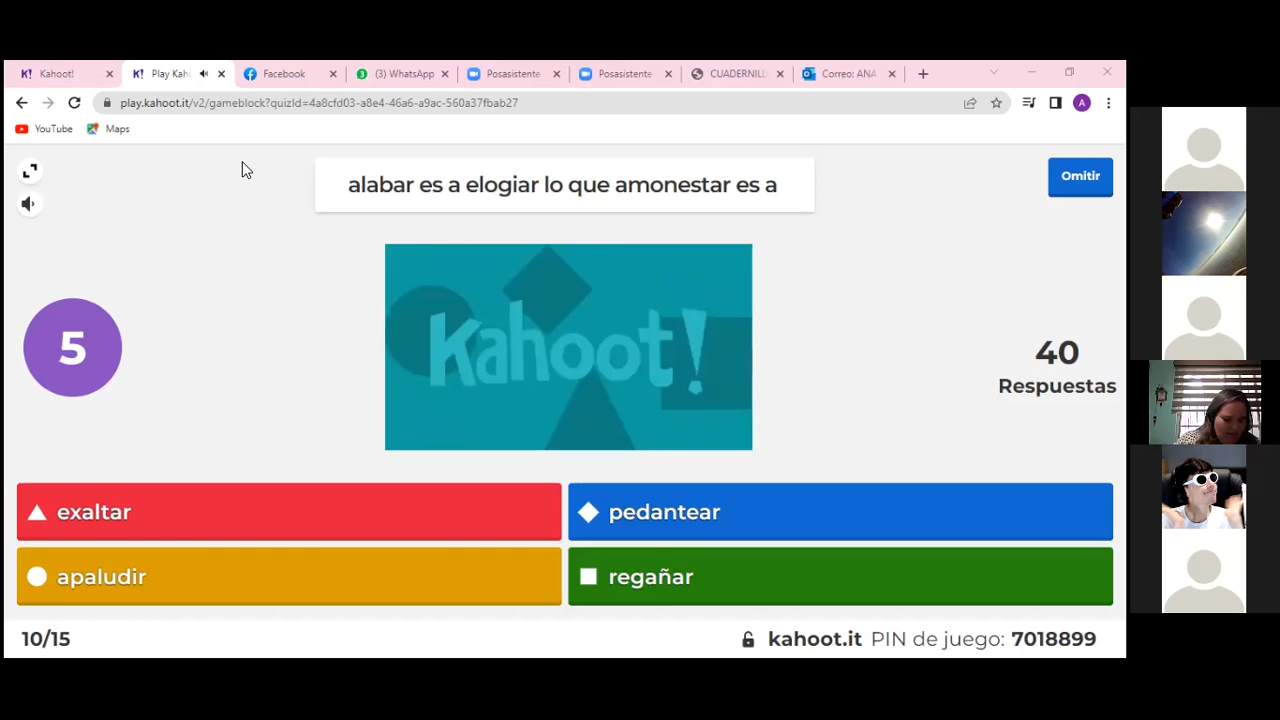 Kahoot!
Play Kah
Facebook
(3) WhatsApp
Posasistente
Posasistente
CUADERNILL
Correo: ANA
play.kahoot.it/v2/gameblock?quizId=4a8cfd03-a8e4-46a6-a9ac-560a37fbab27
A
YouTube
Maps
alabar es a elogiar lo que amonestar es a
Omitir
5
Kahoot!
40
Respuestas
exaltar
pedantear
apaludir
regañar
10/15
kahoot.it PIN de juego: 7018899